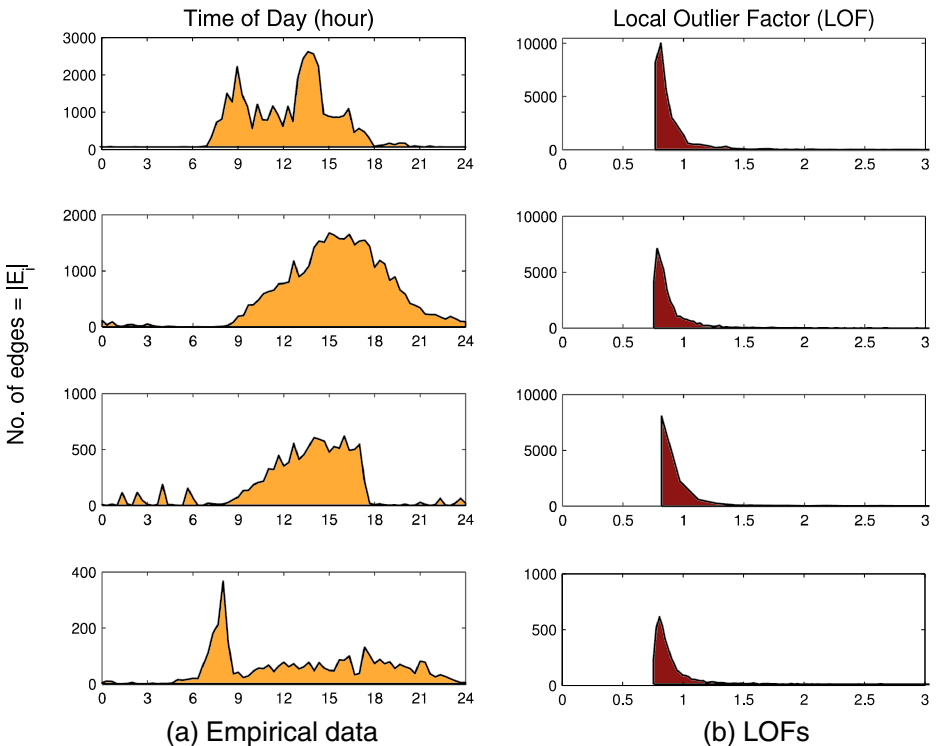 Time of Day (hour)
Local Outlier Factor (LOF)
No. of edges = |E_i|
3000
2000
1000
0
0 3 6 9 12 15 18 21 24
10000
5000
0
0 0.5 1 1.5 2 2.5 3
2000
1000
0
0 3 6 9 12 15 18 21 24
10000
5000
0
0 0.5 1 1.5 2 2.5 3
1000
500
0
0 3 6 9 12 15 18 21 24
10000
5000
0
0 0.5 1 1.5 2 2.5 3
400
200
0
0 3 6 9 12 15 18 21 24
1000
500
0
0 0.5 1 1.5 2 2.5 3
(a) Empirical data
(b) LOFs